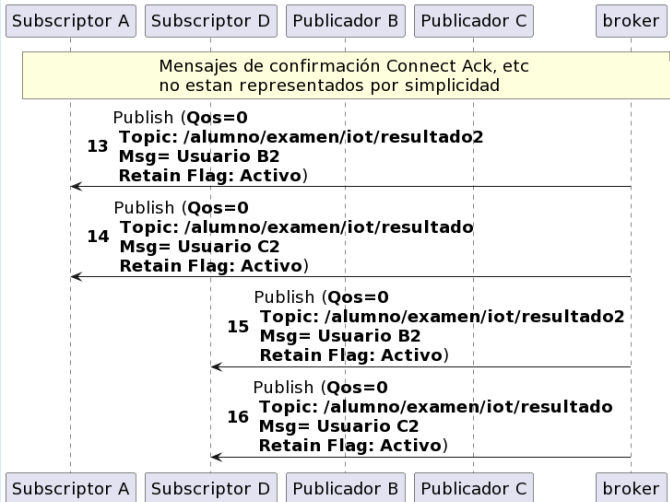 Subscriptor A Subscriptor D Publicador B Publicador C broker
Mensajes de confirmación Connect Ack, etc
no estan representados por simplicidad
Publish (Qos=0
13 Topic: /alumno/examen/iot/resultado2
Msg= Usuario B2
Retain Flag: Activo)
Publish (Qos=0
14 Topic: /alumno/examen/iot/resultado
Msg= Usuario C2
Retain Flag: Activo)
Publish (Qos=0
15 Topic: /alumno/examen/iot/resultado2
Msg= Usuario B2
Retain Flag: Activo)
Publish (Qos=0
16 Topic: /alumno/examen/iot/resultado
Msg= Usuario C2
Retain Flag: Activo)
Subscriptor A Subscriptor D Publicador B Publicador C broker